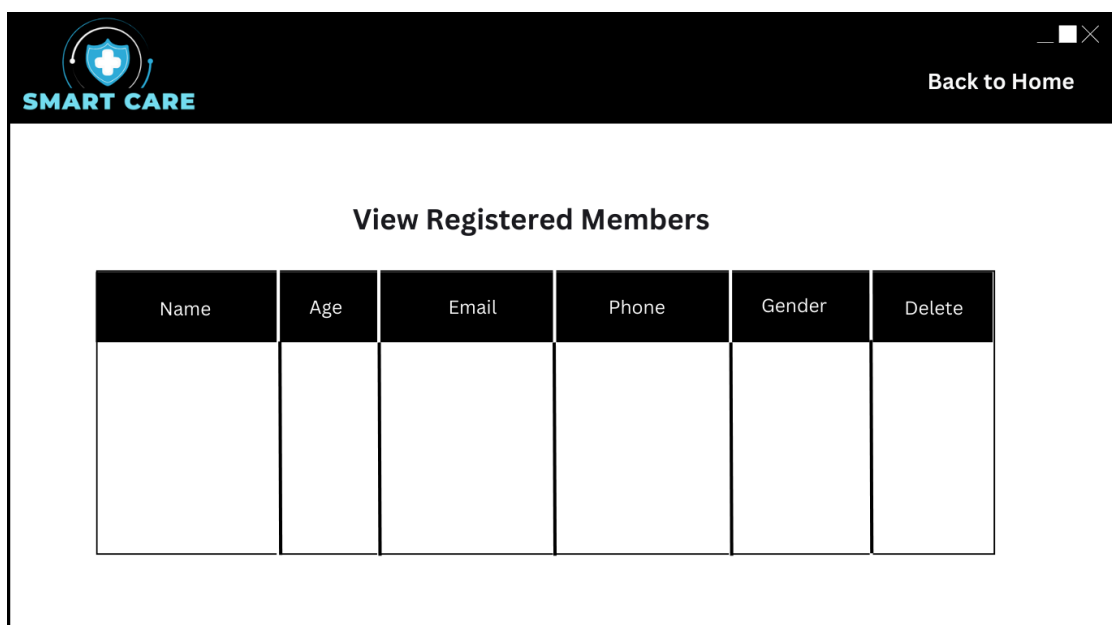 SMART CARE
Back to Home
View Registered Members
Name Age Email Phone Gender Delete